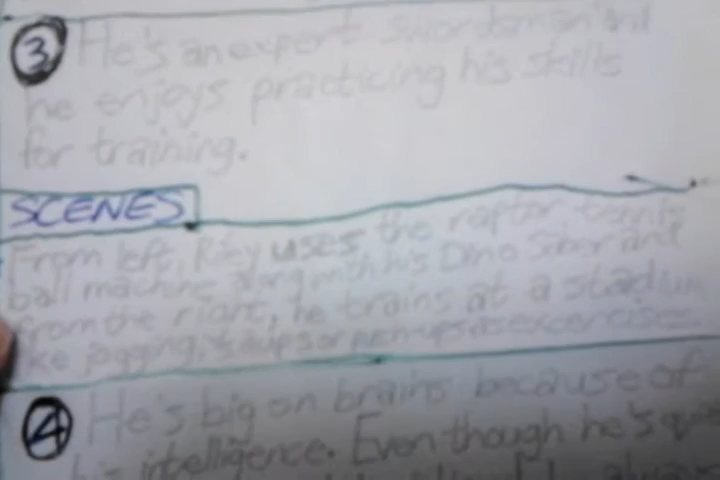 3 He's an expert swordsman and
he enjoys practicing his skills
for training.
SCENES
From left, Riley uses the raptor tennis
ball machine along with his Dino Saber and
from the right, he trains at a stadium
like jogging, situps or push-ups as exercises.
4 He's big on brains because of
his intelligence. Even though he's